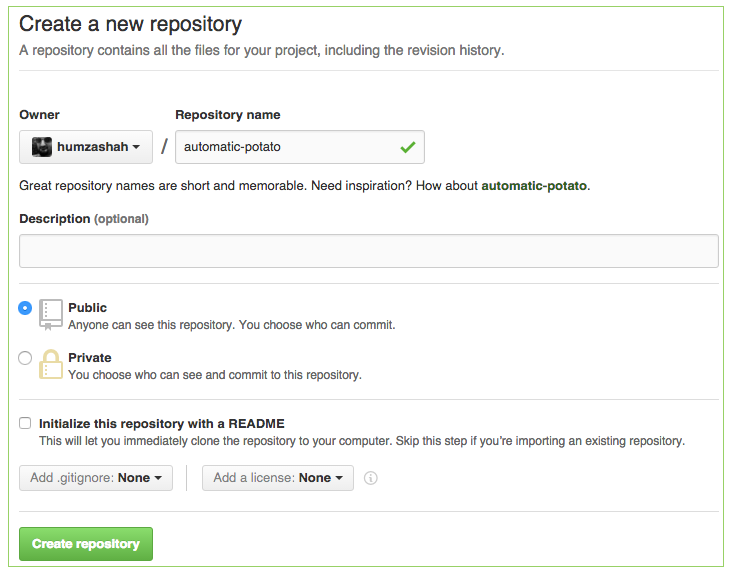 Create a new repository
A repository contains all the files for your project, including the revision history.
Owner Repository name
humzashah / automatic-potato
Great repository names are short and memorable. Need inspiration? How about automatic-potato.
Description (optional)
Public
Anyone can see this repository. You choose who can commit.
Private
You choose who can see and commit to this repository.
Initialize this repository with a README
This will let you immediately clone the repository to your computer. Skip this step if you're importing an existing repository.
Add .gitignore: None Add a license: None
Create repository